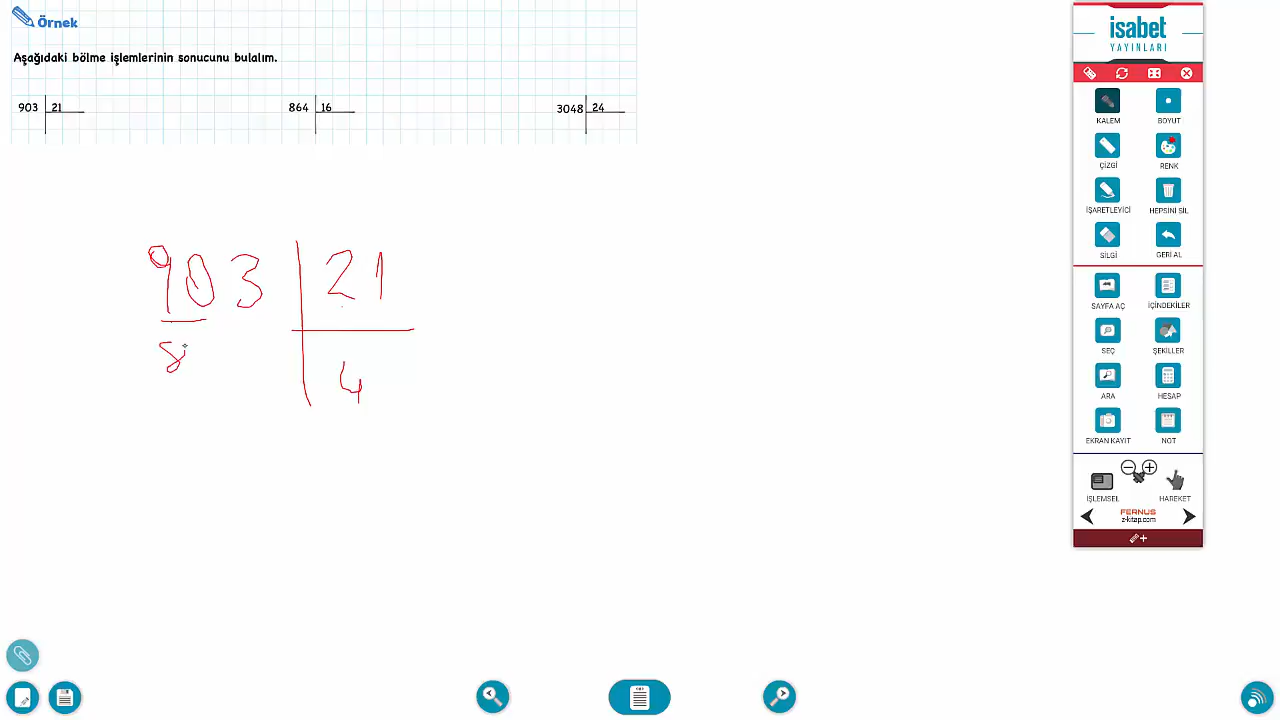 Örnek
Aşağıdaki bölme işlemlerinin sonucunu bulalım.
903 21 864 16 3048 24
903 21
8 4
isabet
YAYINLARI
KALEM BOYUT
ÇİZGİ RENK
İŞARETLEYİCİ HEPSİNİ SİL
SİLGİ GERİ AL
SAYFA AÇ İÇİNDEKİLER
SEÇ ŞEKİLLER
ARA HESAP
EKRAN KAYIT NOT
İŞLEMSEL HAREKET
FERNUS
z-kitap.com